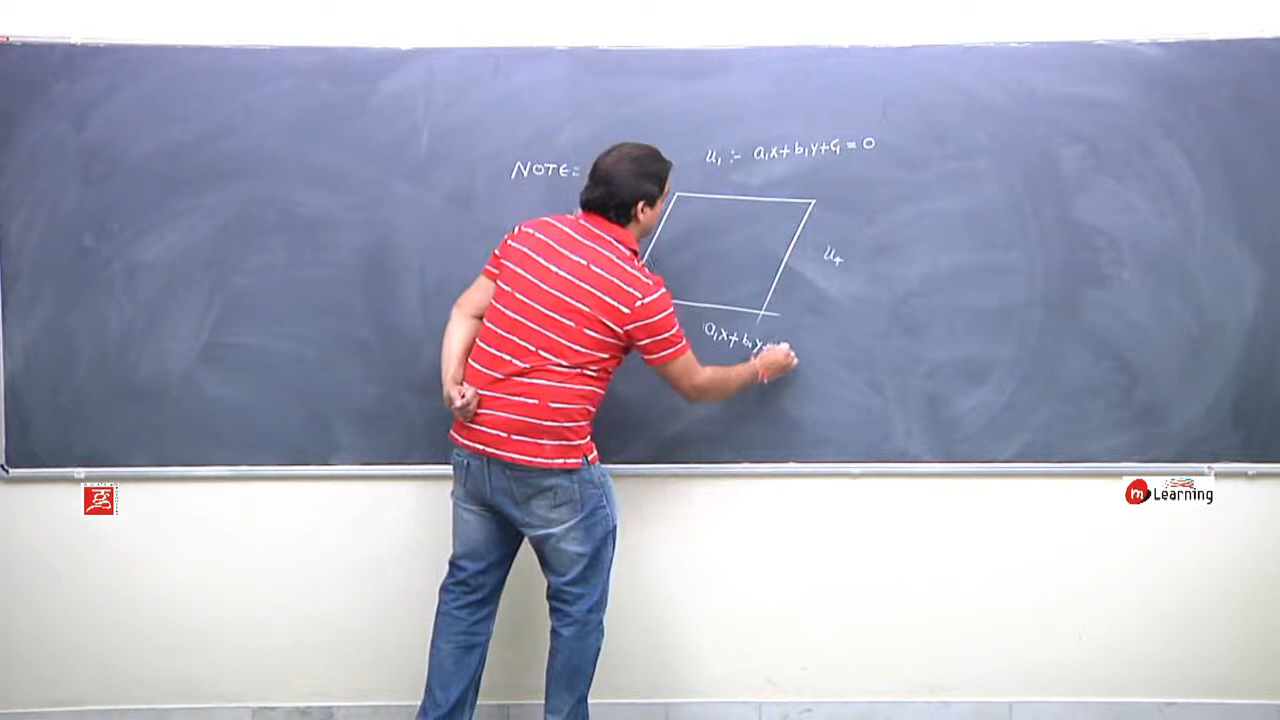 u₁ :- a₁x+b₁y+c₁ = 0
NOTE::
u₄
a₁x+b₁y+
m Learning